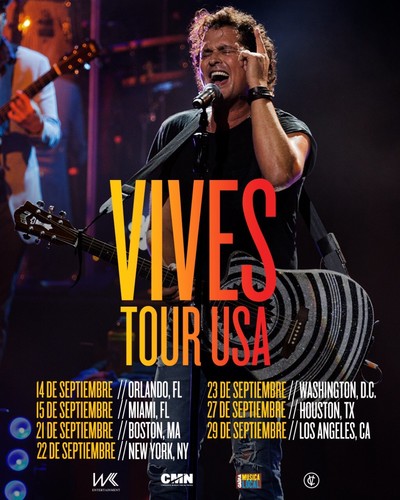 VIVES
TOUR USA
14 DE SEPTIEMBRE // ORLANDO, FL
15 DE SEPTIEMBRE // MIAMI, FL
21 DE SEPTIEMBRE // BOSTON, MA
22 DE SEPTIEMBRE // NEW YORK, NY
23 DE SEPTIEMBRE // WASHINGTON, D.C.
27 DE SEPTIEMBRE // HOUSTON, TX
29 DE SEPTIEMBRE // LOS ANGELES, CA
WK
ENTERTAINMENT
CMN